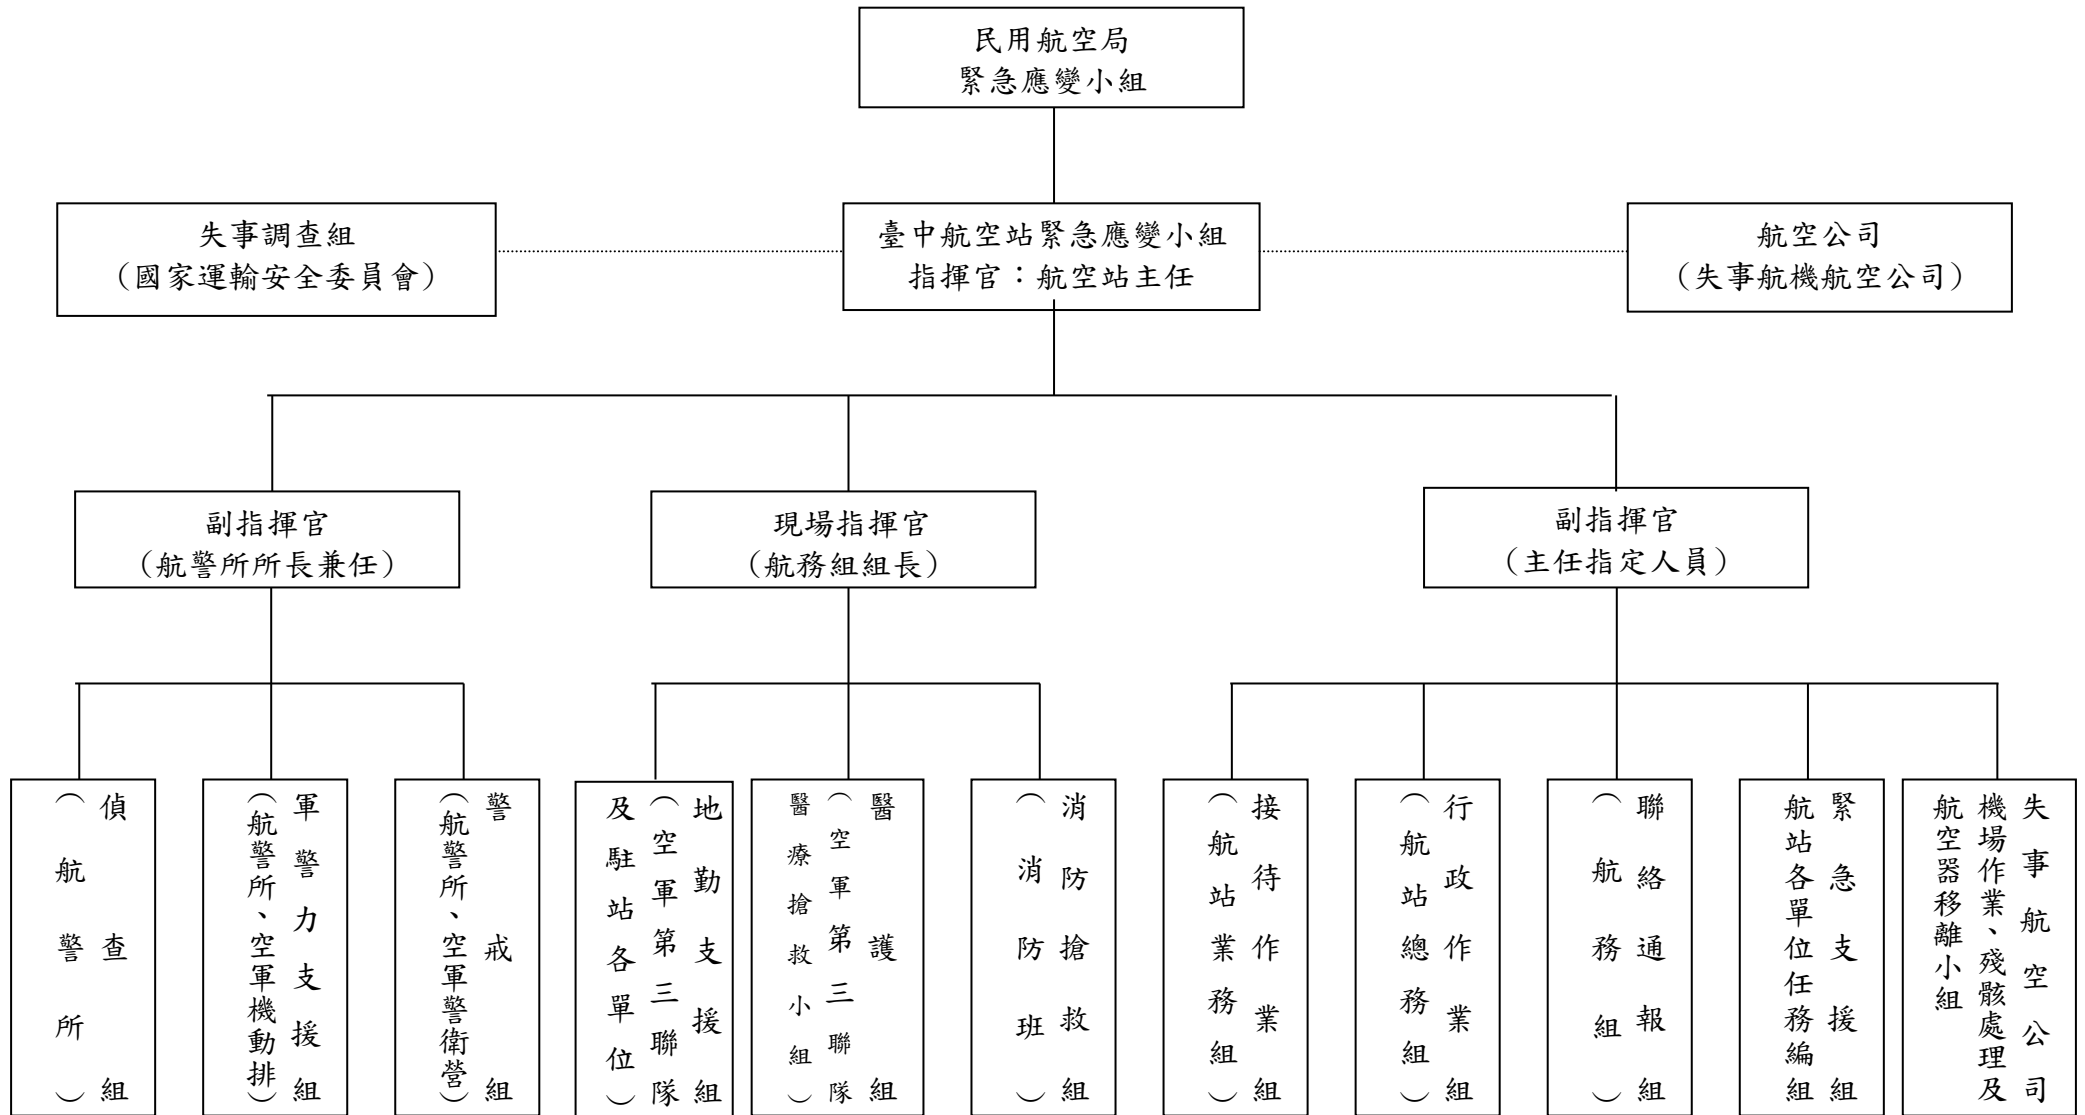 民用航空局
緊急應變小組
失事調查組
（國家運輸安全委員會）
臺中航空站緊急應變小組
指揮官：航空站主任
航空公司
（失事航機航空公司）
副指揮官
（航警所所長兼任）
現場指揮官
（航務組組長）
副指揮官
（主任指定人員）
偵查組
（航警所）
軍警力支援組
（航警所、空軍機動排）
警戒組
（航警所、空軍警衛營）
地勤支援組
（空軍第三聯隊
及駐站各單位）
醫護組
（空軍第三聯隊
醫療搶救小組）
消防搶救組
（消防班）
接待作業組
（航站業務組）
行政作業組
（航站總務組）
聯絡通報組
（航務組）
緊急支援組
航站各單位任務編組
失事航空公司
機場作業、殘骸處理及
航空器移離小組